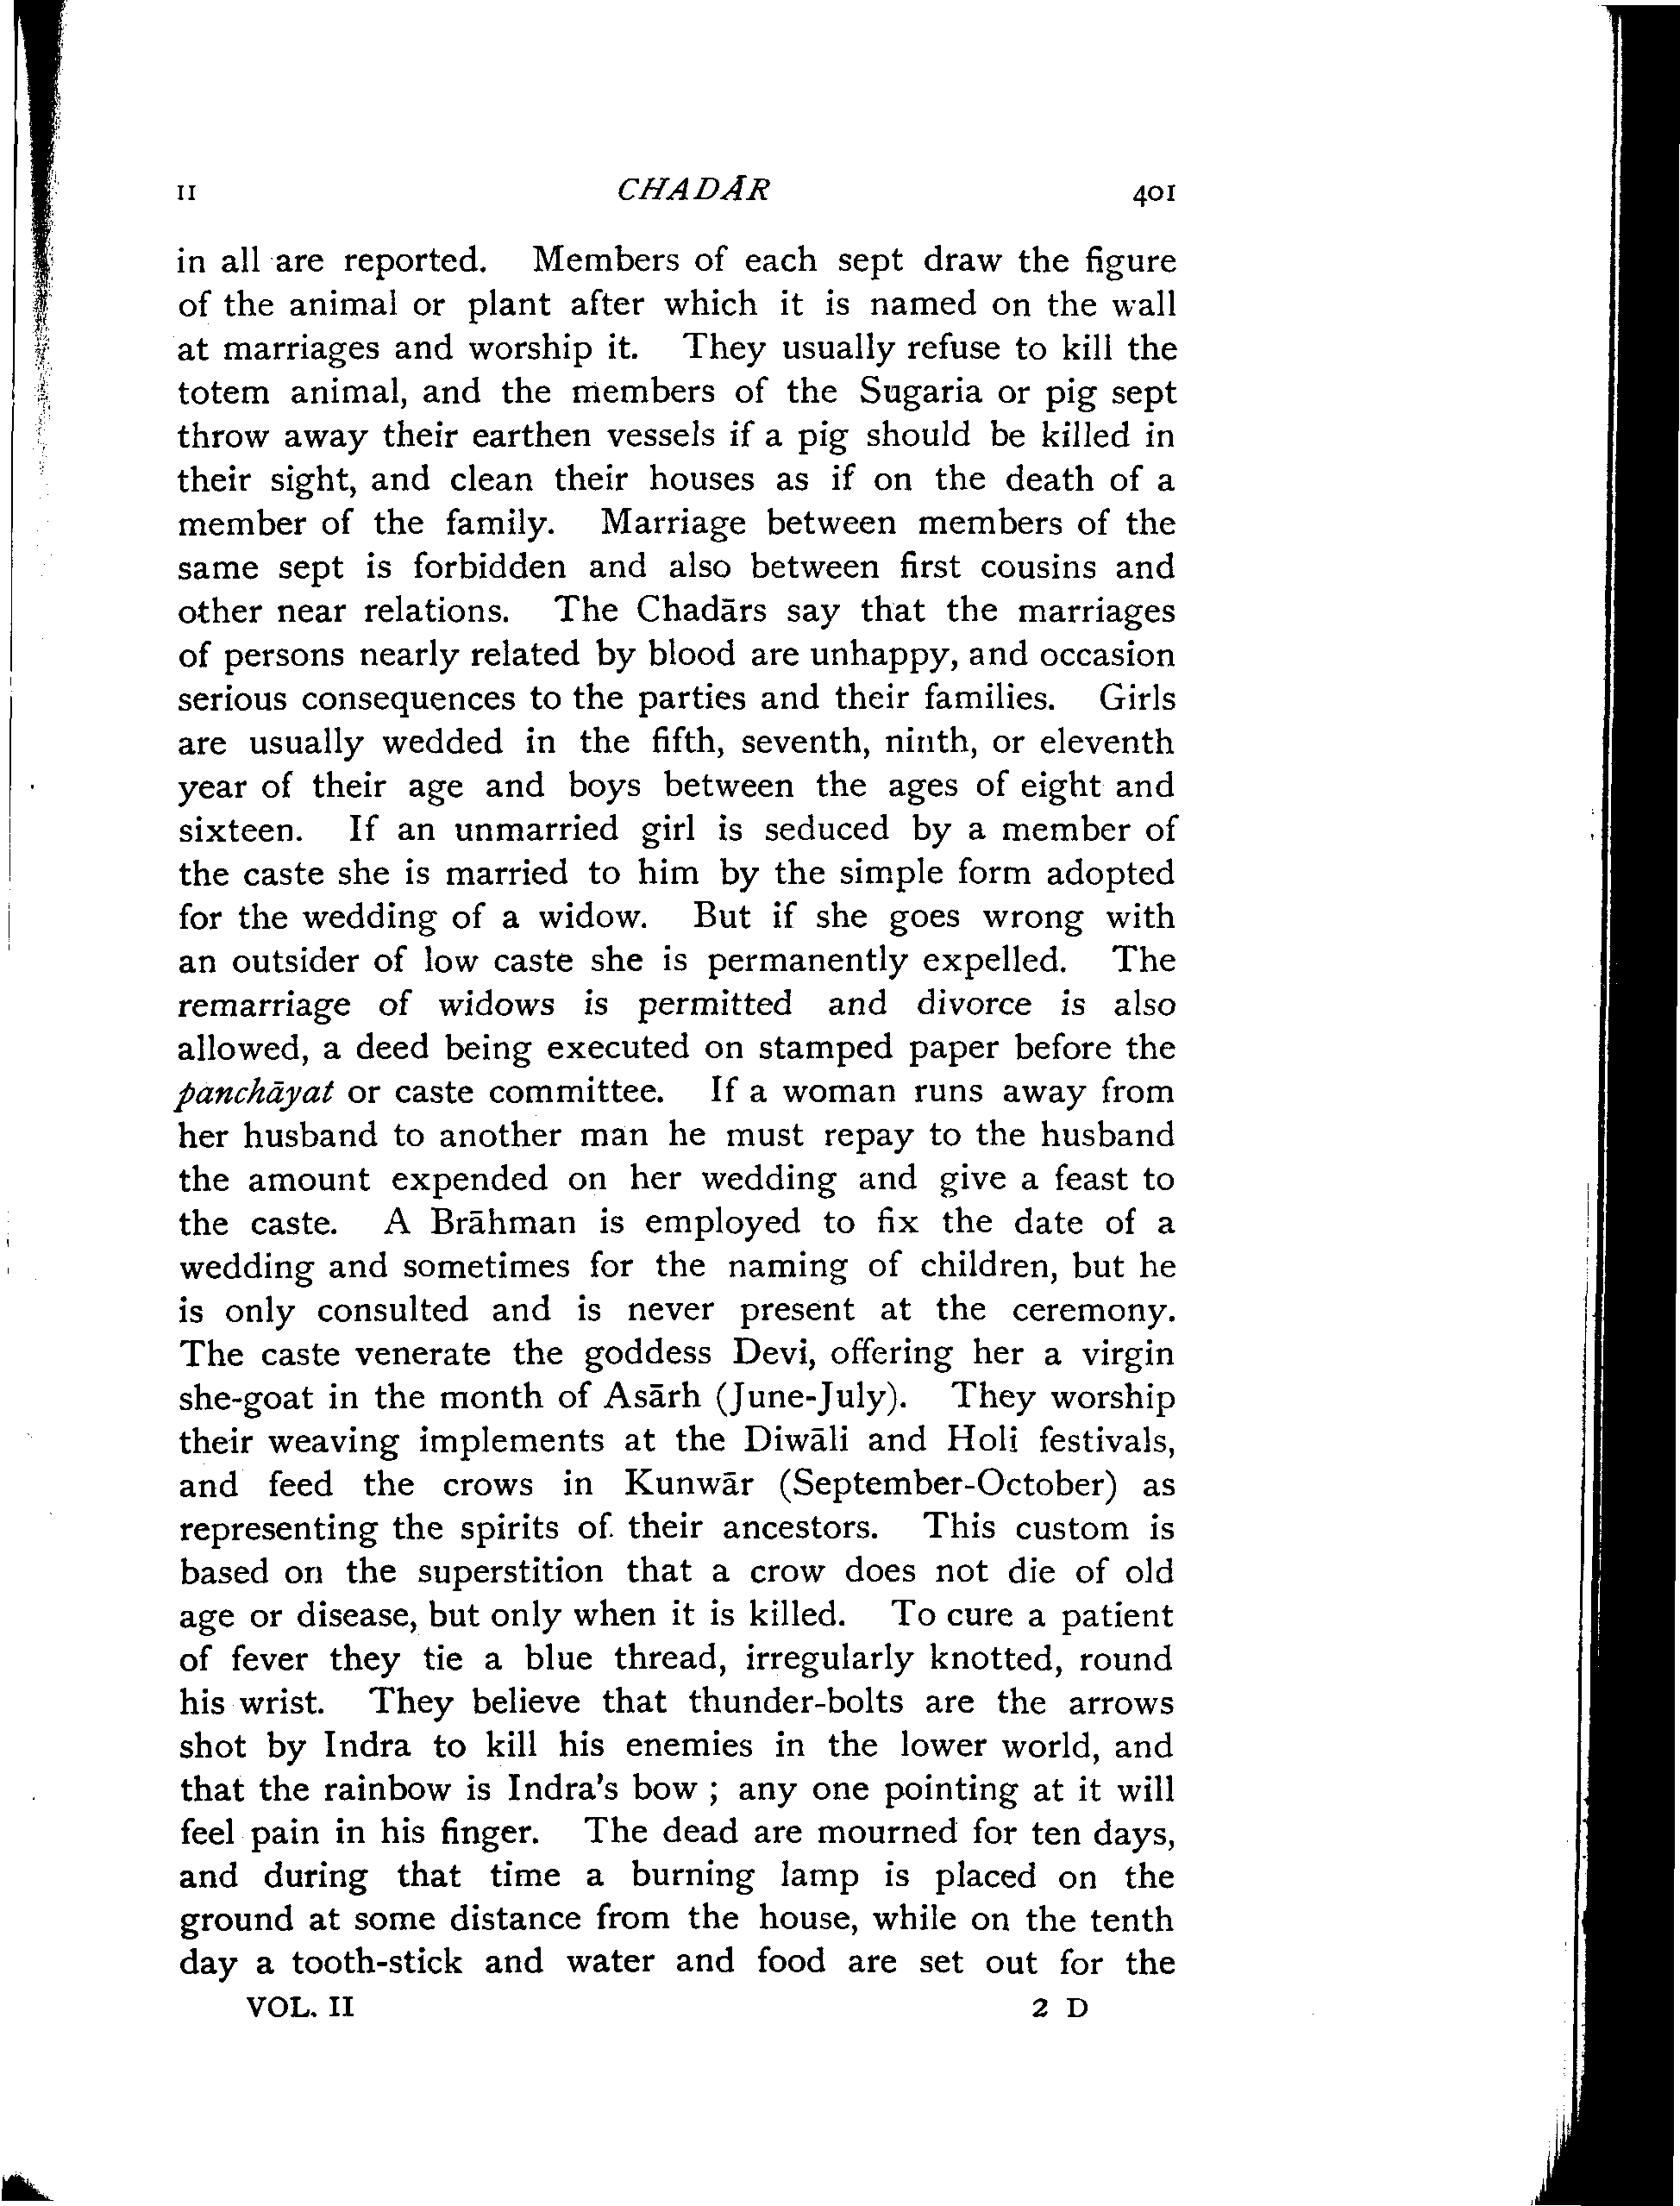 II CHADĀR 401
in all are reported. Members of each sept draw the figure
of the animal or plant after which it is named on the wall
at marriages and worship it. They usually refuse to kill the
totem animal, and the members of the Sugaria or pig sept
throw away their earthen vessels if a pig should be killed in
their sight, and clean their houses as if on the death of a
member of the family. Marriage between members of the
same sept is forbidden and also between first cousins and
other near relations. The Chadārs say that the marriages
of persons nearly related by blood are unhappy, and occasion
serious consequences to the parties and their families. Girls
are usually wedded in the fifth, seventh, ninth, or eleventh
year of their age and boys between the ages of eight and
sixteen. If an unmarried girl is seduced by a member of
the caste she is married to him by the simple form adopted
for the wedding of a widow. But if she goes wrong with
an outsider of low caste she is permanently expelled. The
remarriage of widows is permitted and divorce is also
allowed, a deed being executed on stamped paper before the
panchāyat or caste committee. If a woman runs away from
her husband to another man he must repay to the husband
the amount expended on her wedding and give a feast to
the caste. A Brāhman is employed to fix the date of a
wedding and sometimes for the naming of children, but he
is only consulted and is never present at the ceremony.
The caste venerate the goddess Devi, offering her a virgin
she-goat in the month of Asārh (June-July). They worship
their weaving implements at the Diwāli and Holi festivals,
and feed the crows in Kunwār (September-October) as
representing the spirits of their ancestors. This custom is
based on the superstition that a crow does not die of old
age or disease, but only when it is killed. To cure a patient
of fever they tie a blue thread, irregularly knotted, round
his wrist. They believe that thunder-bolts are the arrows
shot by Indra to kill his enemies in the lower world, and
that the rainbow is Indra's bow ; any one pointing at it will
feel pain in his finger. The dead are mourned for ten days,
and during that time a burning lamp is placed on the
ground at some distance from the house, while on the tenth
day a tooth-stick and water and food are set out for the
VOL. II 2 D